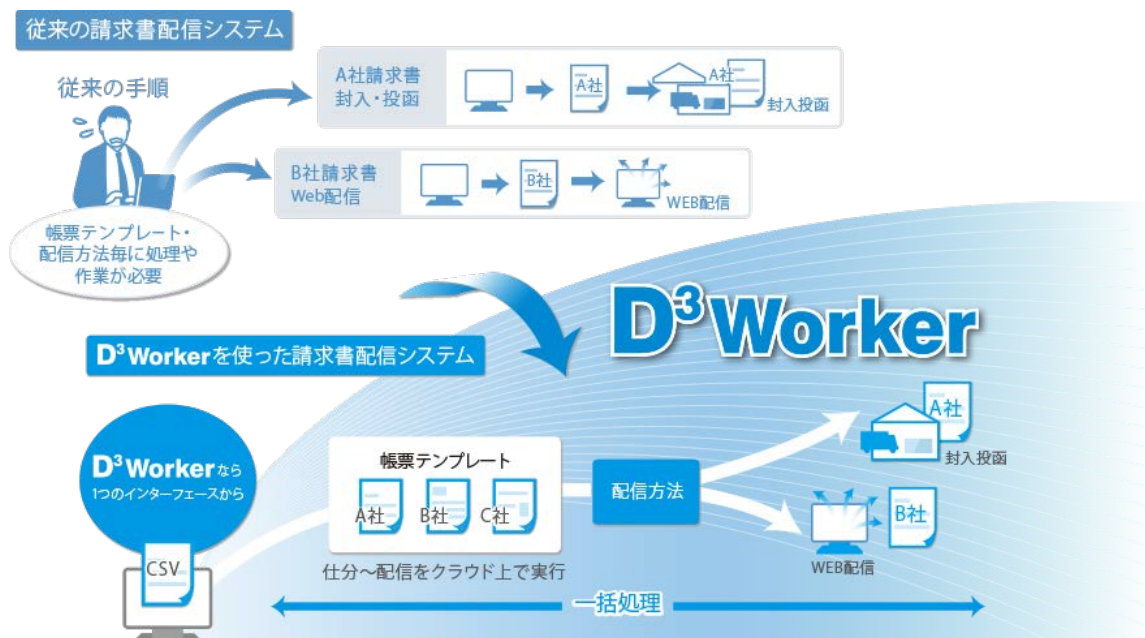 従来の請求書配信システム
従来の手順
A社請求書
封入・投函
A社
A社
封入投函
B社請求書
Web配信
B社
WEB配信
帳票テンプレート・
配信方法毎に処理や
作業が必要
D³Worker
D³Workerを使った請求書配信システム
D³Workerなら
1つのインターフェースから
CSV
帳票テンプレート
A社 B社 C社
仕分〜配信をクラウド上で実行
配信方法
A社
封入投函
B社
WEB配信
一括処理